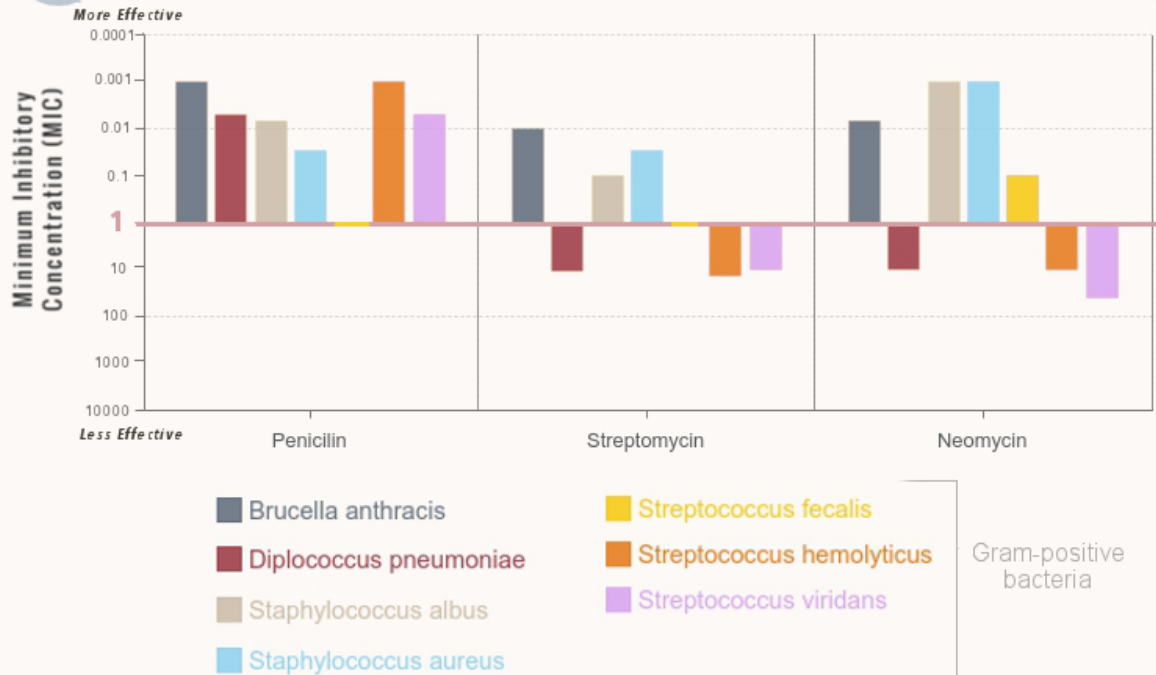 More Effective
0.0001
0.001
0.01
0.1
1
10
100
1000
10000
Less Effective
Minimum Inhibitory
Concentration (MIC)
Penicilin
Streptomycin
Neomycin
Brucella anthracis
Diplococcus pneumoniae
Staphylococcus albus
Staphylococcus aureus
Streptococcus fecalis
Streptococcus hemolyticus
Streptococcus viridans
Gram-positive
bacteria